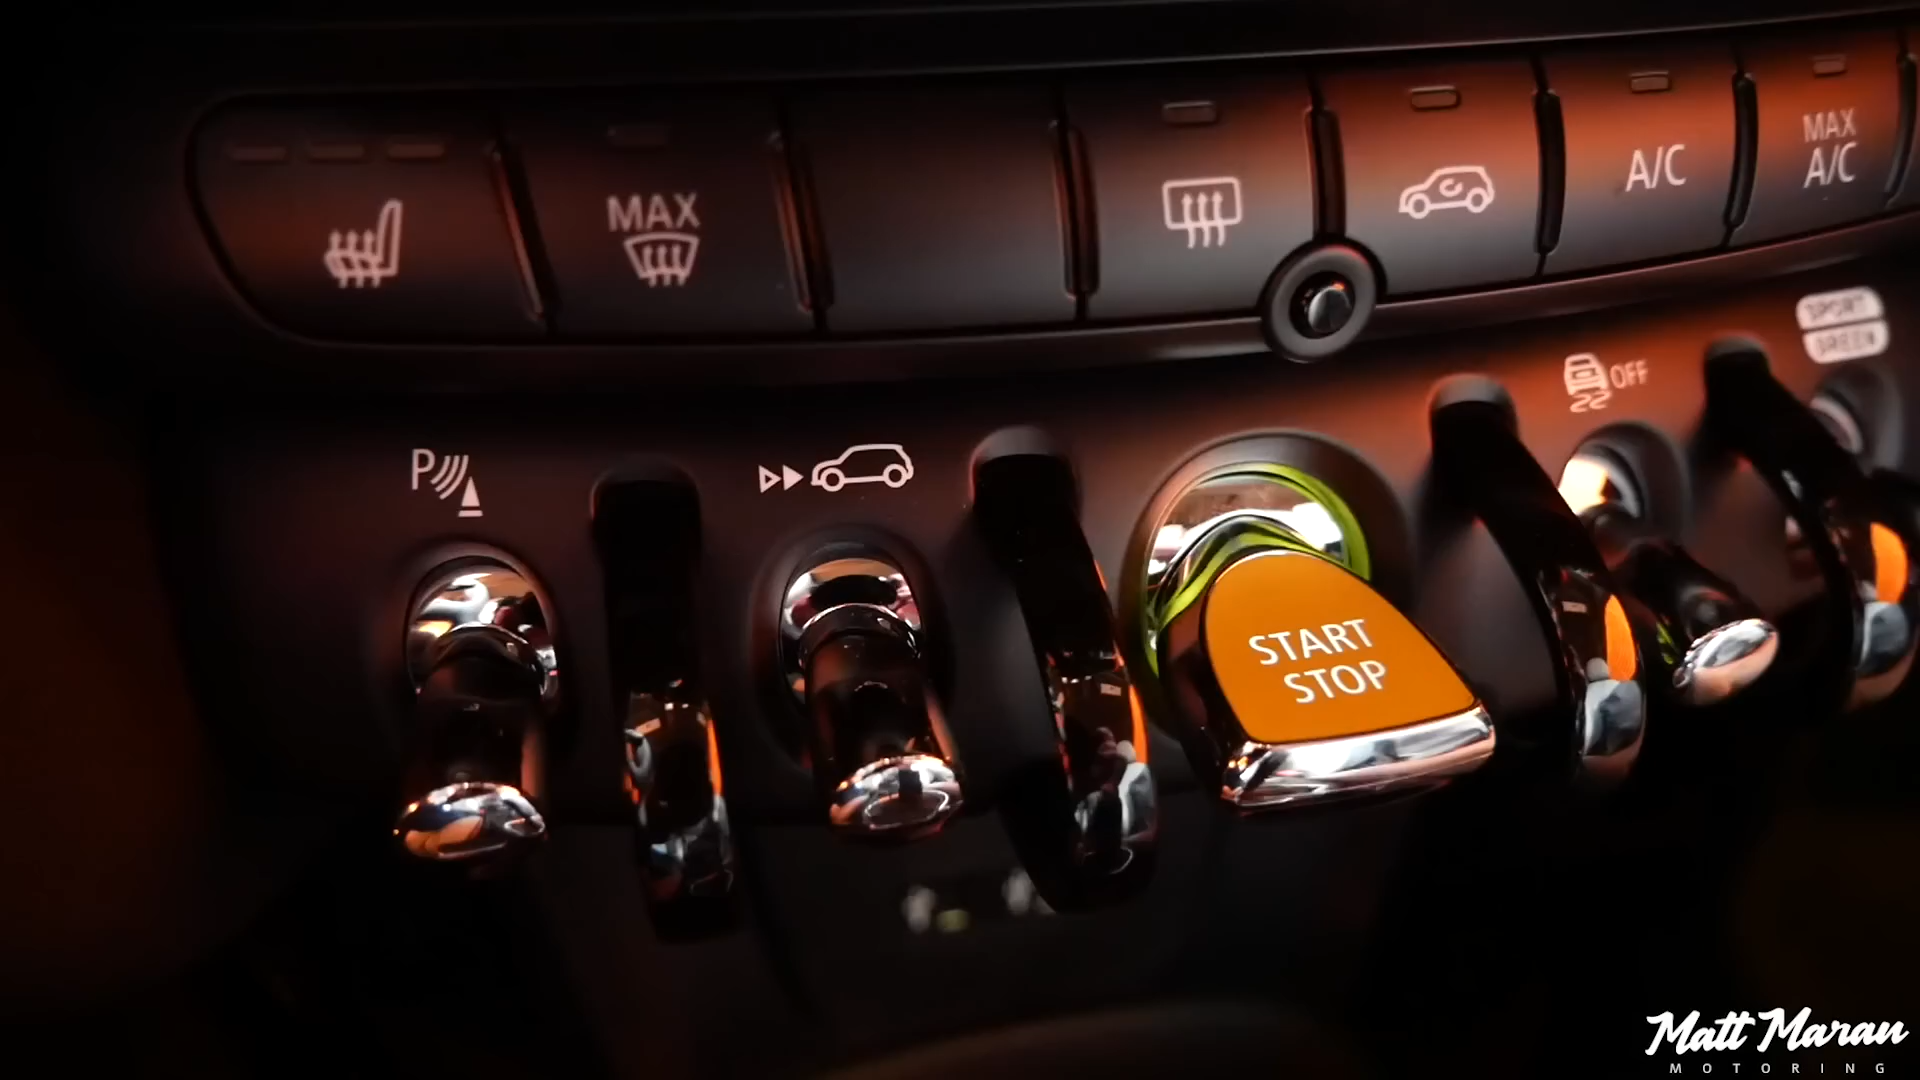 MAX
A/C
MAX
A/C
SPORT
GREEN
OFF
P
START
STOP
Matt Maran
MOTORING